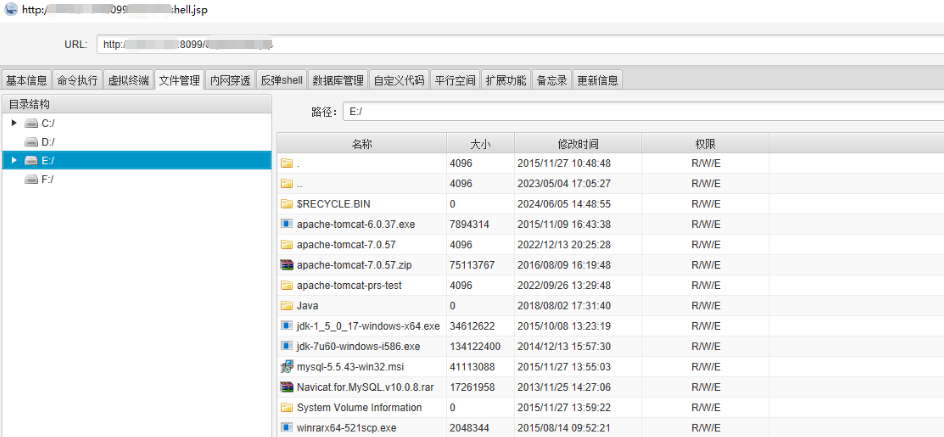 http: 8099 shell.jsp
URL: http: :8099/
基本信息 命令执行 虚拟终端 文件管理 内网穿透 反弹shell 数据库管理 自定义代码 平行空间 扩展功能 备忘录 更新信息
目录结构
C:/
D:/
E:/
F:/
路径: E:/
名称 大小 修改时间 权限
. 4096 2015/11/27 10:48:48 R/W/E
.. 4096 2023/05/04 17:05:27 R/W/E
$RECYCLE.BIN 0 2024/06/05 14:48:55 R/W/E
apache-tomcat-6.0.37.exe 7894314 2015/11/09 16:43:38 R/W/E
apache-tomcat-7.0.57 4096 2022/12/13 20:25:28 R/W/E
apache-tomcat-7.0.57.zip 75113767 2016/08/09 16:19:48 R/W/E
apache-tomcat-prs-test 4096 2022/09/26 13:29:48 R/W/E
Java 0 2018/08/02 17:31:40 R/W/E
jdk-1_5_0_17-windows-x64.exe 34612622 2015/10/08 13:23:19 R/W/E
jdk-7u60-windows-i586.exe 134122400 2014/12/13 15:57:30 R/W/E
mysql-5.5.43-win32.msi 41113088 2015/11/27 13:55:03 R/W/E
Navicat.for.MySQL.v10.0.8.rar 17261958 2013/11/25 14:27:06 R/W/E
System Volume Information 0 2015/11/27 13:59:22 R/W/E
winrarx64-521scp.exe 2048344 2015/08/14 09:52:21 R/W/E